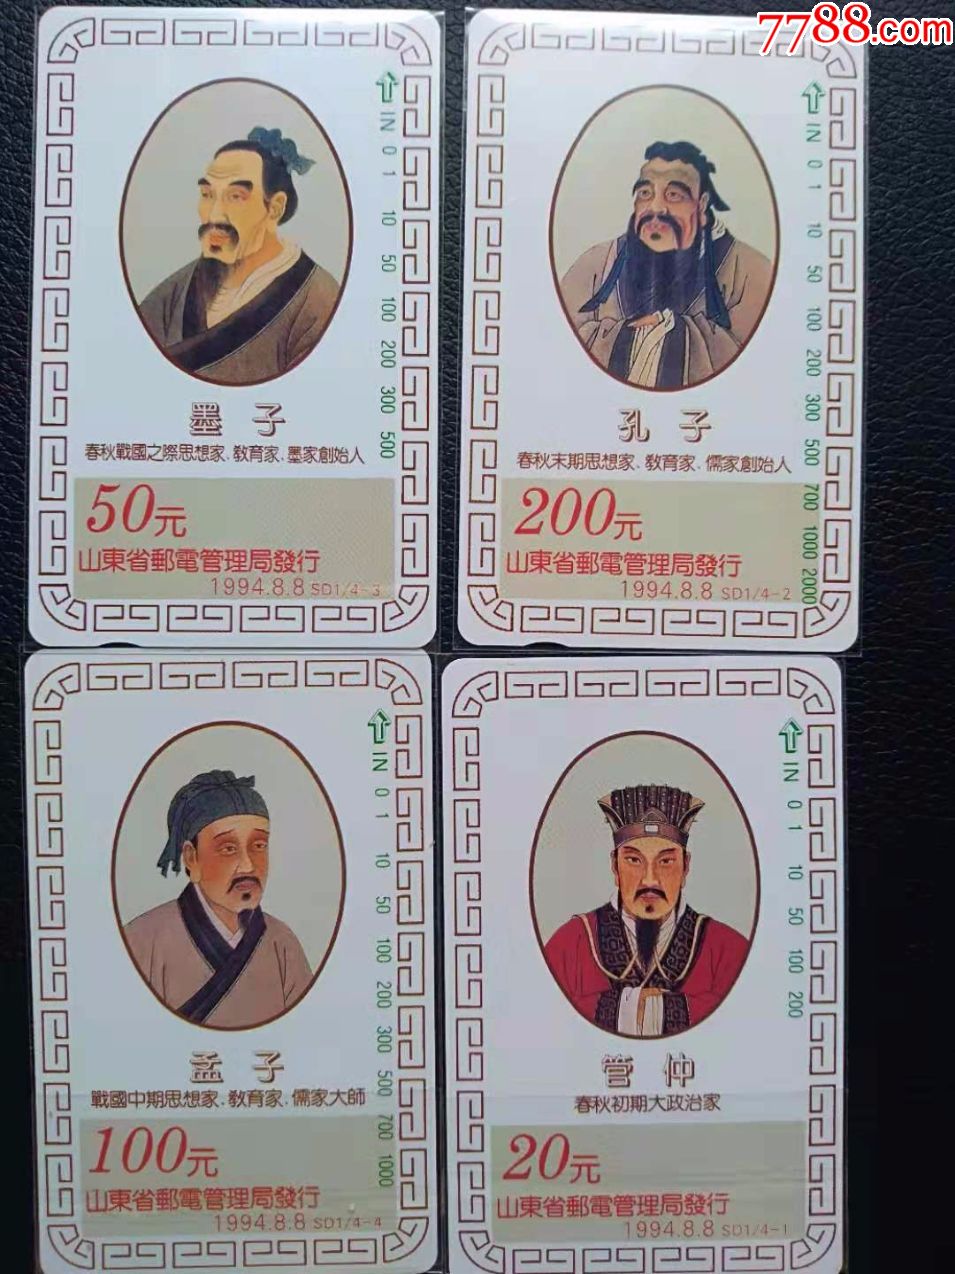 7788.com
IN 0 1 10 50 100 200 300 500
墨子
春秋戰國之際思想家、教育家、墨家創始人
50元
山東省郵電管理局發行
1994.8.8 SD1/4-3
IN 0 1 10 50 100 200 300 500 700 1000 2000
孔子
春秋末期思想家、教育家、儒家創始人
200元
山東省郵電管理局發行
1994.8.8 SD1/4-2
IN 0 1 10 50 100 200 300 500 700 1000
孟子
戰國中期思想家、教育家、儒家大師
100元
山東省郵電管理局發行
1994.8.8 SD1/4-4
IN 0 1 10 50 100 200
管仲
春秋初期大政治家
20元
山東省郵電管理局發行
1994.8.8 SD1/4-1